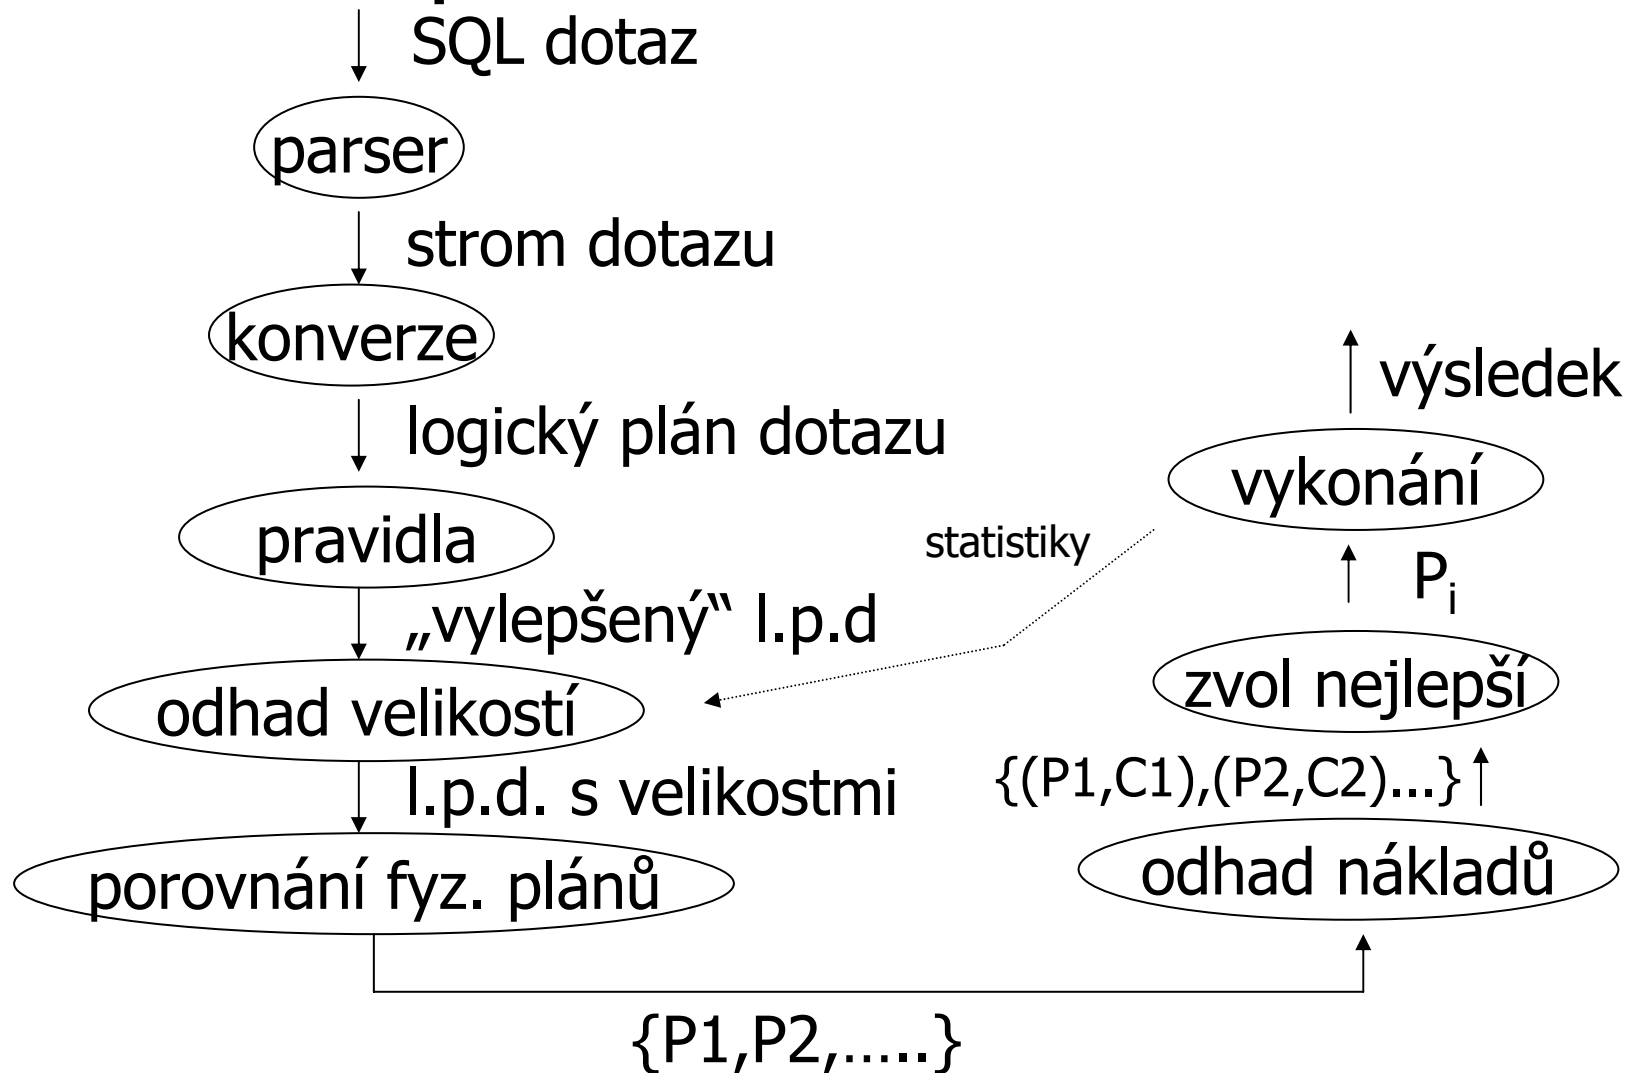 SQL dotaz
parser
strom dotazu
konverze
logický plán dotazu
pravidla
„vylepšený“ l.p.d
odhad velikostí
l.p.d. s velikostmi
porovnání fyz. plánů
{P1,P2,…..}
odhad nákladů
{(P1,C1),(P2,C2)...}
zvol nejlepší
Pi
vykonání
výsledek
statistiky